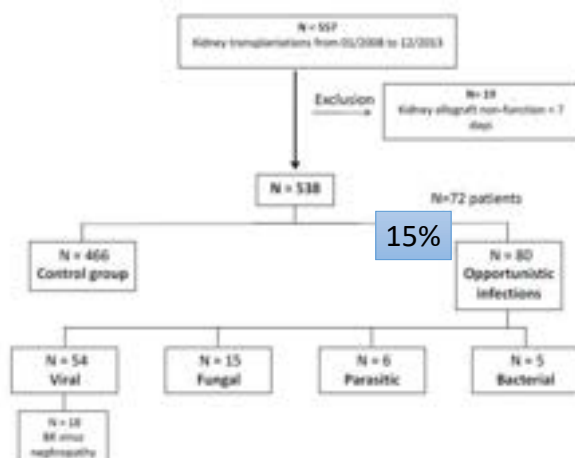 N = 557
Kidney transplantations from 01/2008 to 12/2013
Exclusion
N= 19
Kidney allograft non-function < 7
days
N = 538
N=72 patients
15%
N = 466
Control group
N = 80
Opportunistic
infections
N = 54
Viral
N = 15
Fungal
N = 6
Parasitic
N = 5
Bacterial
N = 18
BK virus
nephropathy